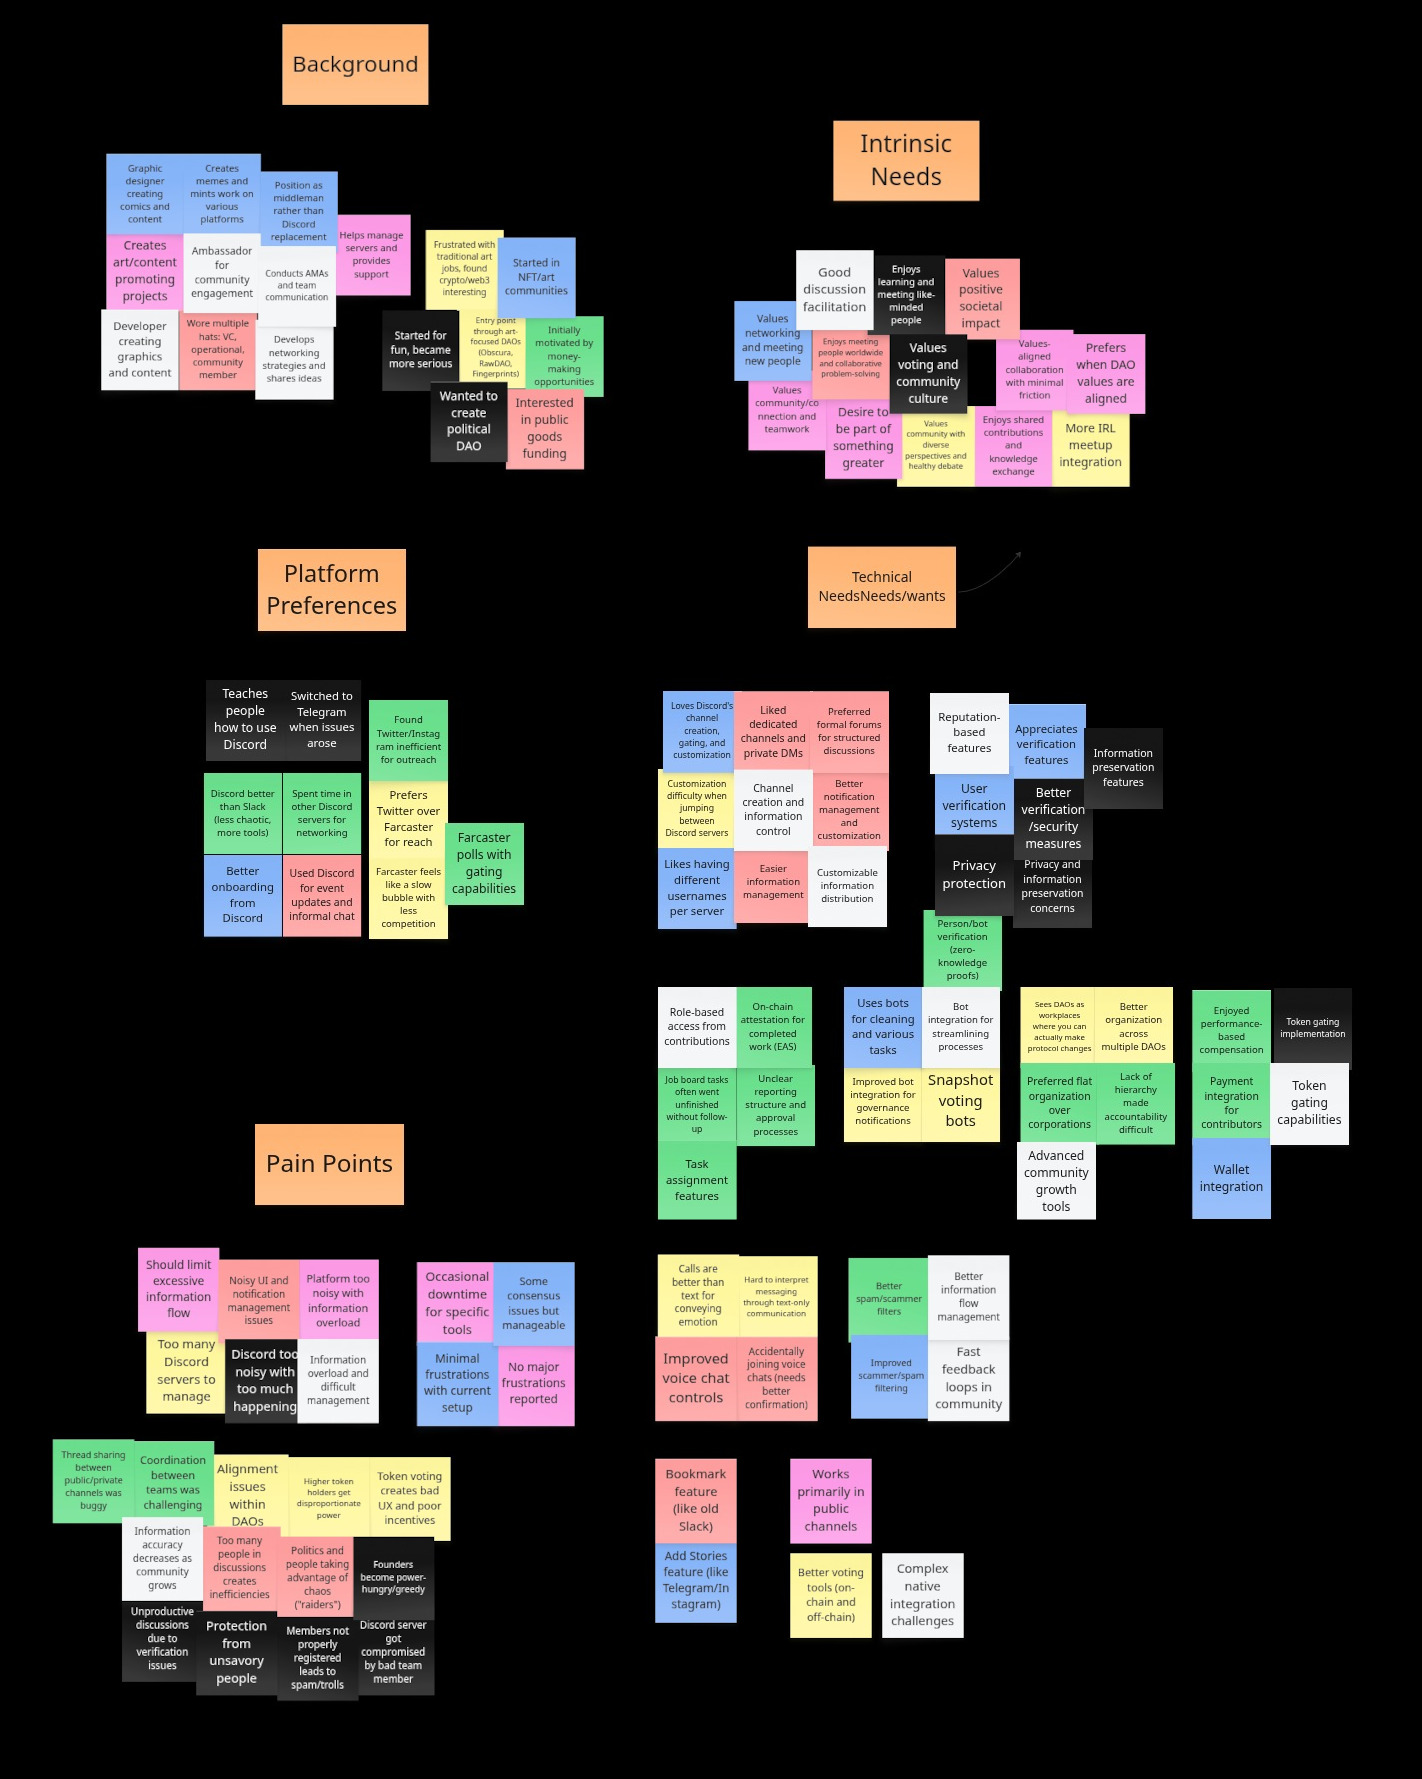 Background
Graphic
designer
creating
comics and
content
Creates
memes and
mints work on
various
platforms
Position as
middleman
rather than
Discord
replacement
Helps manage
servers and
provides
support
Creates
art/content
promoting
projects
Ambassador
for
community
engagement
Conducts AMAs
and team
communication
Developer
creating
graphics
and content
Wore multiple
hats: VC,
operational,
community
member
Develops
networking
strategies and
shares ideas
Frustrated with
traditional art
jobs, found
crypto/web3
interesting
Started in
NFT/art
communities
Started for
fun, became
more serious
Entry point
through art-
focused DAOs
(Obscura,
RawDAO,
Fingerprints)
Initially
motivated by
money-
making
opportunities
Wanted to
create
political
DAO
Interested
in public
goods
funding
Intrinsic
Needs
Good
discussion
facilitation
Enjoys
learning and
meeting like-
minded
people
Values
positive
societal
impact
Values
networking
and meeting
new people
Enjoys meeting
people worldwide
and collaborative
problem-solving
Values
voting and
community
culture
Values-
aligned
collaboration
with minimal
friction
Prefers
when DAO
values are
aligned
Values
community/co
nnection and
teamwork
Desire to
be part of
something
greater
Values
community with
diverse
perspectives and
healthy debate
Enjoys shared
contributions
and
knowledge
exchange
More IRL
meetup
integration
Platform
Preferences
Teaches
people
how to use
Discord
Switched to
Telegram
when issues
arose
Found
Twitter/Instag
ram inefficient
for outreach
Discord better
than Slack
(less chaotic,
more tools)
Spent time in
other Discord
servers for
networking
Prefers
Twitter over
Farcaster
for reach
Farcaster
polls with
gating
capabilities
Better
onboarding
from
Discord
Used Discord
for event
updates and
informal chat
Farcaster feels
like a slow
bubble with
less
competition
Technical
NeedsNeeds/wants
Loves Discord's
channel
creation,
gating, and
customization
Liked
dedicated
channels and
private DMs
Preferred
formal forums
for structured
discussions
Customization
difficulty when
jumping
between
Discord servers
Channel
creation and
information
control
Better
notification
management
and
customization
Likes having
different
usernames
per server
Easier
information
management
Customizable
information
distribution
Reputation-
based
features
Appreciates
verification
features
Information
preservation
features
User
verification
systems
Better
verification
/security
measures
Privacy
protection
Privacy and
information
preservation
concerns
Person/bot
verification
(zero-
knowledge
proofs)
Role-based
access from
contributions
On-chain
attestation for
completed
work (EAS)
Job board tasks
often went
unfinished
without follow-
up
Unclear
reporting
structure and
approval
processes
Task
assignment
features
Uses bots
for cleaning
and various
tasks
Bot
integration for
streamlining
processes
Improved bot
integration for
governance
notifications
Snapshot
voting
bots
Sees DAOs as
workplaces
where you can
actually make
protocol changes
Better
organization
across
multiple DAOs
Preferred flat
organization
over
corporations
Lack of
hierarchy
made
accountability
difficult
Advanced
community
growth
tools
Enjoyed
performance-
based
compensation
Token gating
implementation
Payment
integration
for
contributors
Token
gating
capabilities
Wallet
integration
Calls are
better than
text for
conveying
emotion
Hard to interpret
messaging
through text-only
communication
Improved
voice chat
controls
Accidentally
joining voice
chats (needs
better
confirmation)
Better
spam/scammer
filters
Better
information
flow
management
Improved
scammer/spam
filtering
Fast
feedback
loops in
community
Bookmark
feature
(like old
Slack)
Add Stories
feature (like
Telegram/In
stagram)
Works
primarily in
public
channels
Better voting
tools (on-
chain and
off-chain)
Complex
native
integration
challenges
Pain Points
Should limit
excessive
information
flow
Noisy UI and
notification
management
issues
Platform too
noisy with
information
overload
Too many
Discord
servers to
manage
Discord too
noisy with
too much
happening
Information
overload and
difficult
management
Occasional
downtime
for specific
tools
Some
consensus
issues but
manageable
Minimal
frustrations
with current
setup
No major
frustrations
reported
Thread sharing
between
public/private
channels was
buggy
Coordination
between
teams was
challenging
Alignment
issues
within
DAOs
Higher token
holders get
disproportionate
power
Token voting
creates bad
UX and poor
incentives
Information
accuracy
decreases as
community
grows
Too many
people in
discussions
creates
inefficiencies
Politics and
people taking
advantage of
chaos
("raiders")
Founders
become power-
hungry/greedy
Unproductive
discussions
due to
verification
issues
Protection
from
unsavory
people
Members not
properly
registered
leads to
spam/trolls
Discord server
got
compromised
by bad team
member